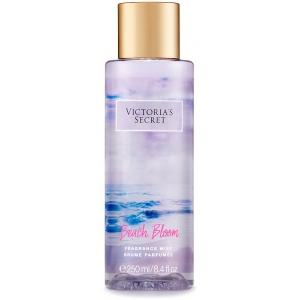 VICTORIA'S
SECRET
Beach Bloom
FRAGRANCE MIST
BRUME PARFUMÉE
℮250 ml/8.4 fl oz